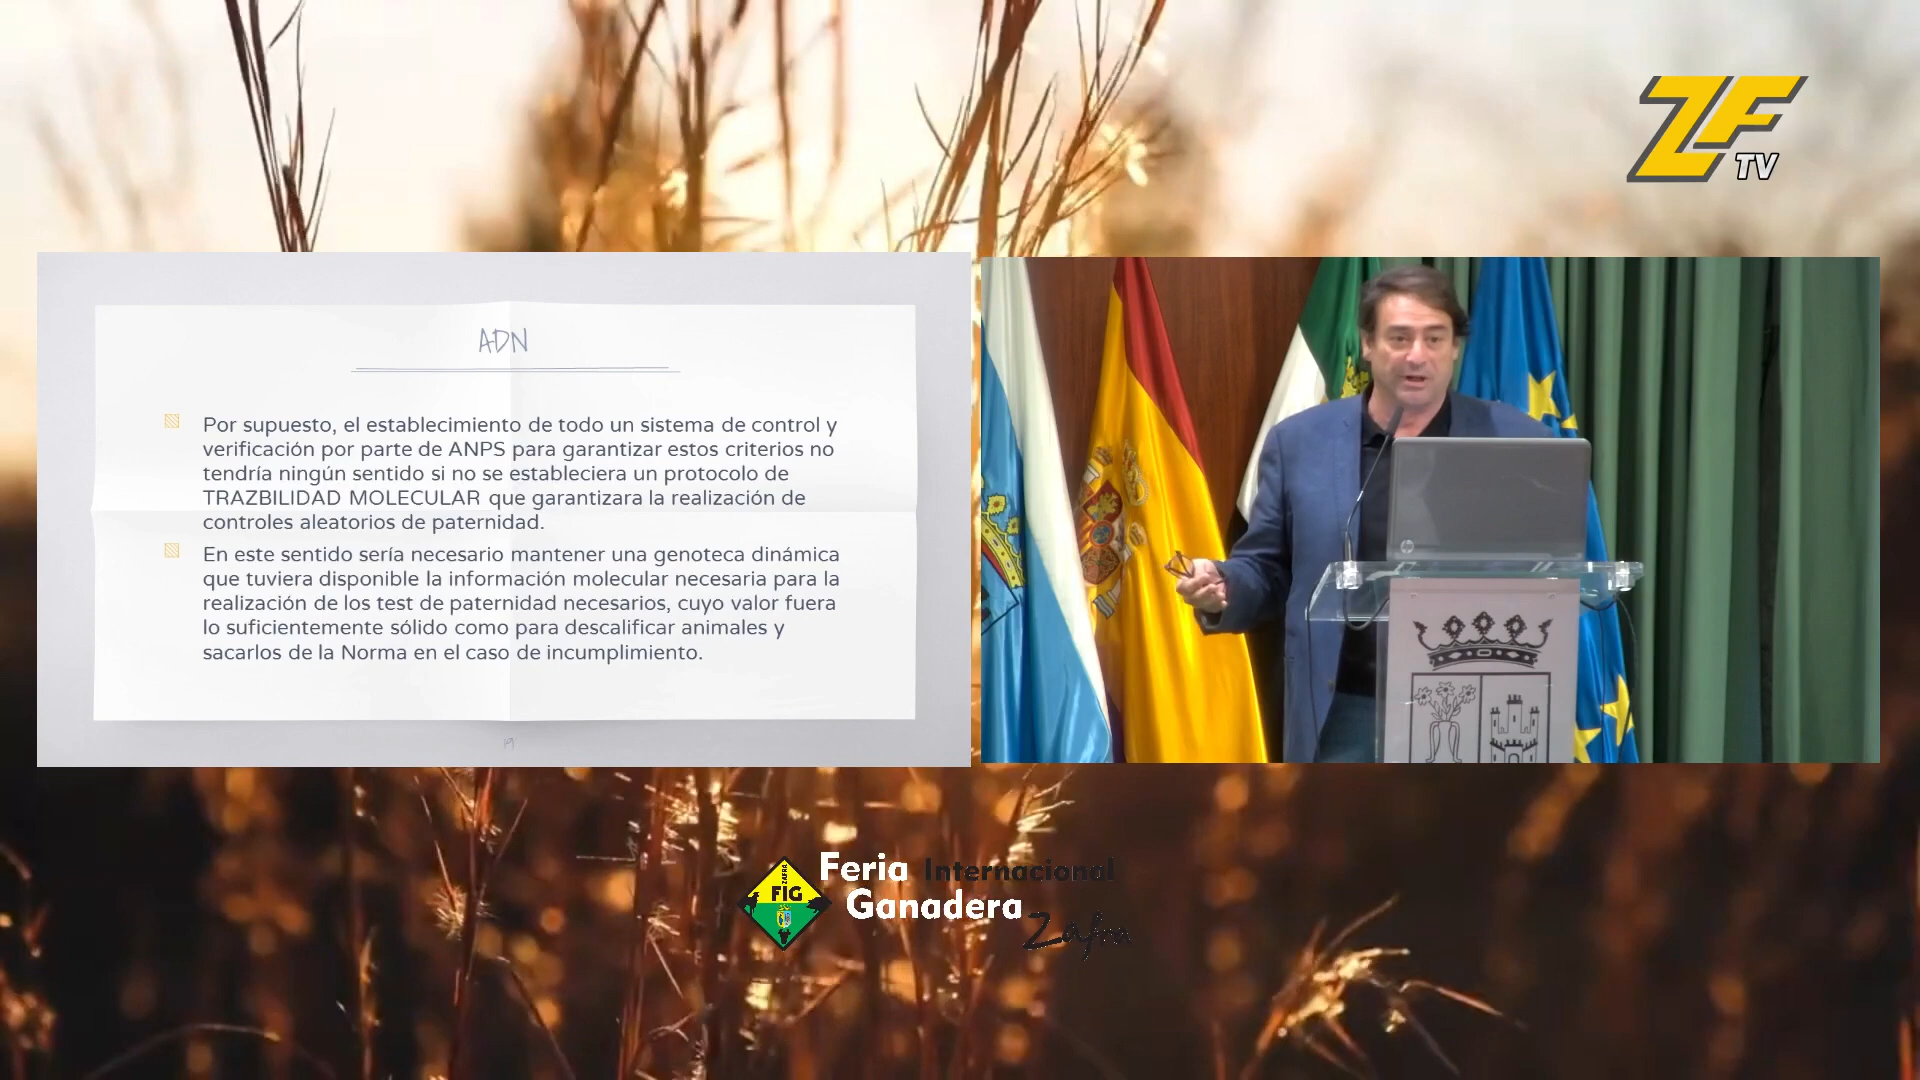 ZF
TV
ADN
Por supuesto, el establecimiento de todo un sistema de control y
verificación por parte de ANPS para garantizar estos criterios no
tendría ningún sentido si no se estableciera un protocolo de
TRAZBILIDAD MOLECULAR que garantizara la realización de
controles aleatorios de paternidad.
En este sentido sería necesario mantener una genoteca dinámica
que tuviera disponible la información molecular necesaria para la
realización de los test de paternidad necesarios, cuyo valor fuera
lo suficientemente sólido como para descalificar animales y
sacarlos de la Norma en el caso de incumplimiento.
19
hp
ZAFRA
FIG
Feria Internacional
Ganadera
Zafra